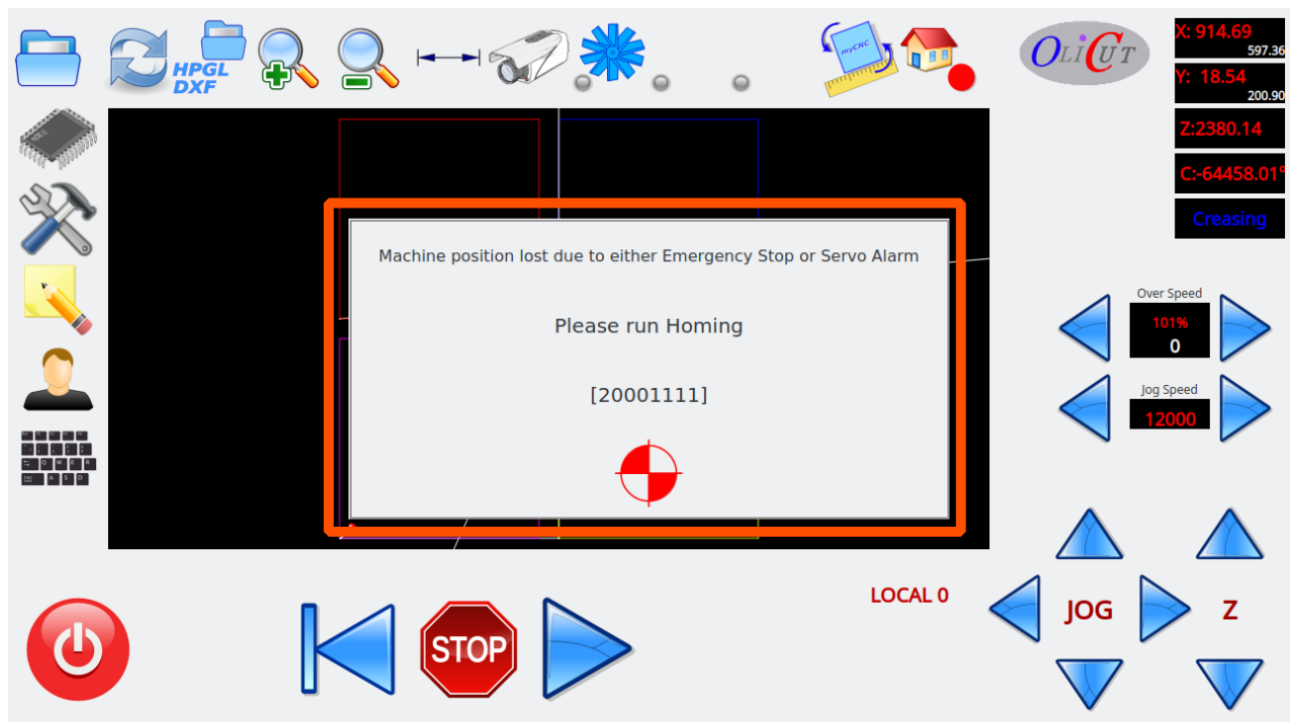 HPGL
DXF
myCNC
OLiCUT
X: 914.69
597.36
Y: 18.54
200.90
Z:2380.14
C:-64458.01°
Creasing
Machine position lost due to either Emergency Stop or Servo Alarm
Please run Homing
[20001111]
Over Speed
101%
0
Jog Speed
12000
Q W E R
A S D
LOCAL 0
STOP
JOG
Z